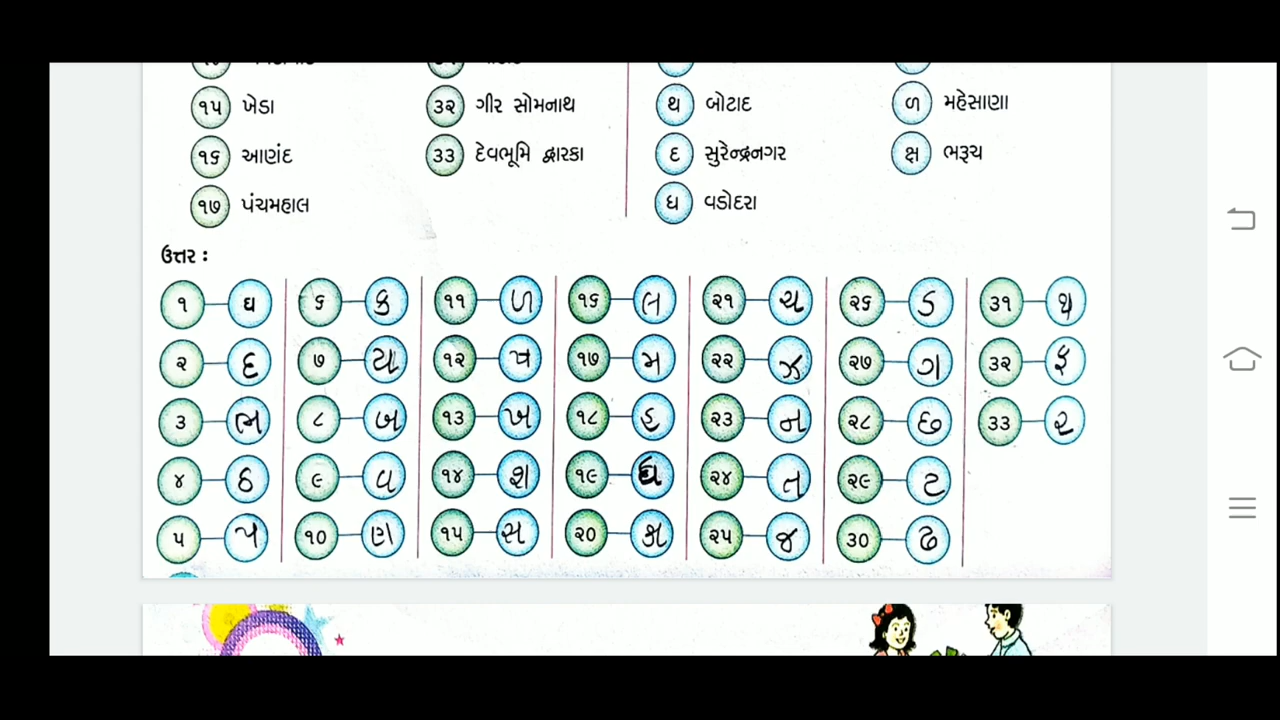 ૧૫ ખેડા ૩૨ ગીર સોમનાથ થ બોટાદ ળ મહેસાણા
૧૬ આણંદ ૩૩ દેવભૂમિ દ્વારકા દ સુરેન્દ્રનગર ક્ષ ભરૂચ
૧૭ પંચમહાલ ધ વડોદરા
ઉત્તર :
૧ ઘ ૬ ક ૧૧ ળ ૧૬ લ ૨૧ ચ ૨૬ ડ ૩૧ થ
૨ દ ૭ ય ૧૨ ષ ૧૭ મ ૨૨ ઝ ૨૭ ગ ૩૨ ફ
૩ ભ ૮ બ ૧૩ ખ ૧૮ હ ૨૩ ન ૨૮ છ ૩૩ ર
૪ ઠ ૯ વ ૧૪ શ ૧૯ ૨૪ ત ૨૯ ટ
૫ પ ૧૦ ણ ૧૫ સ ૨૦ ૨૫ જ ૩૦ ઢ